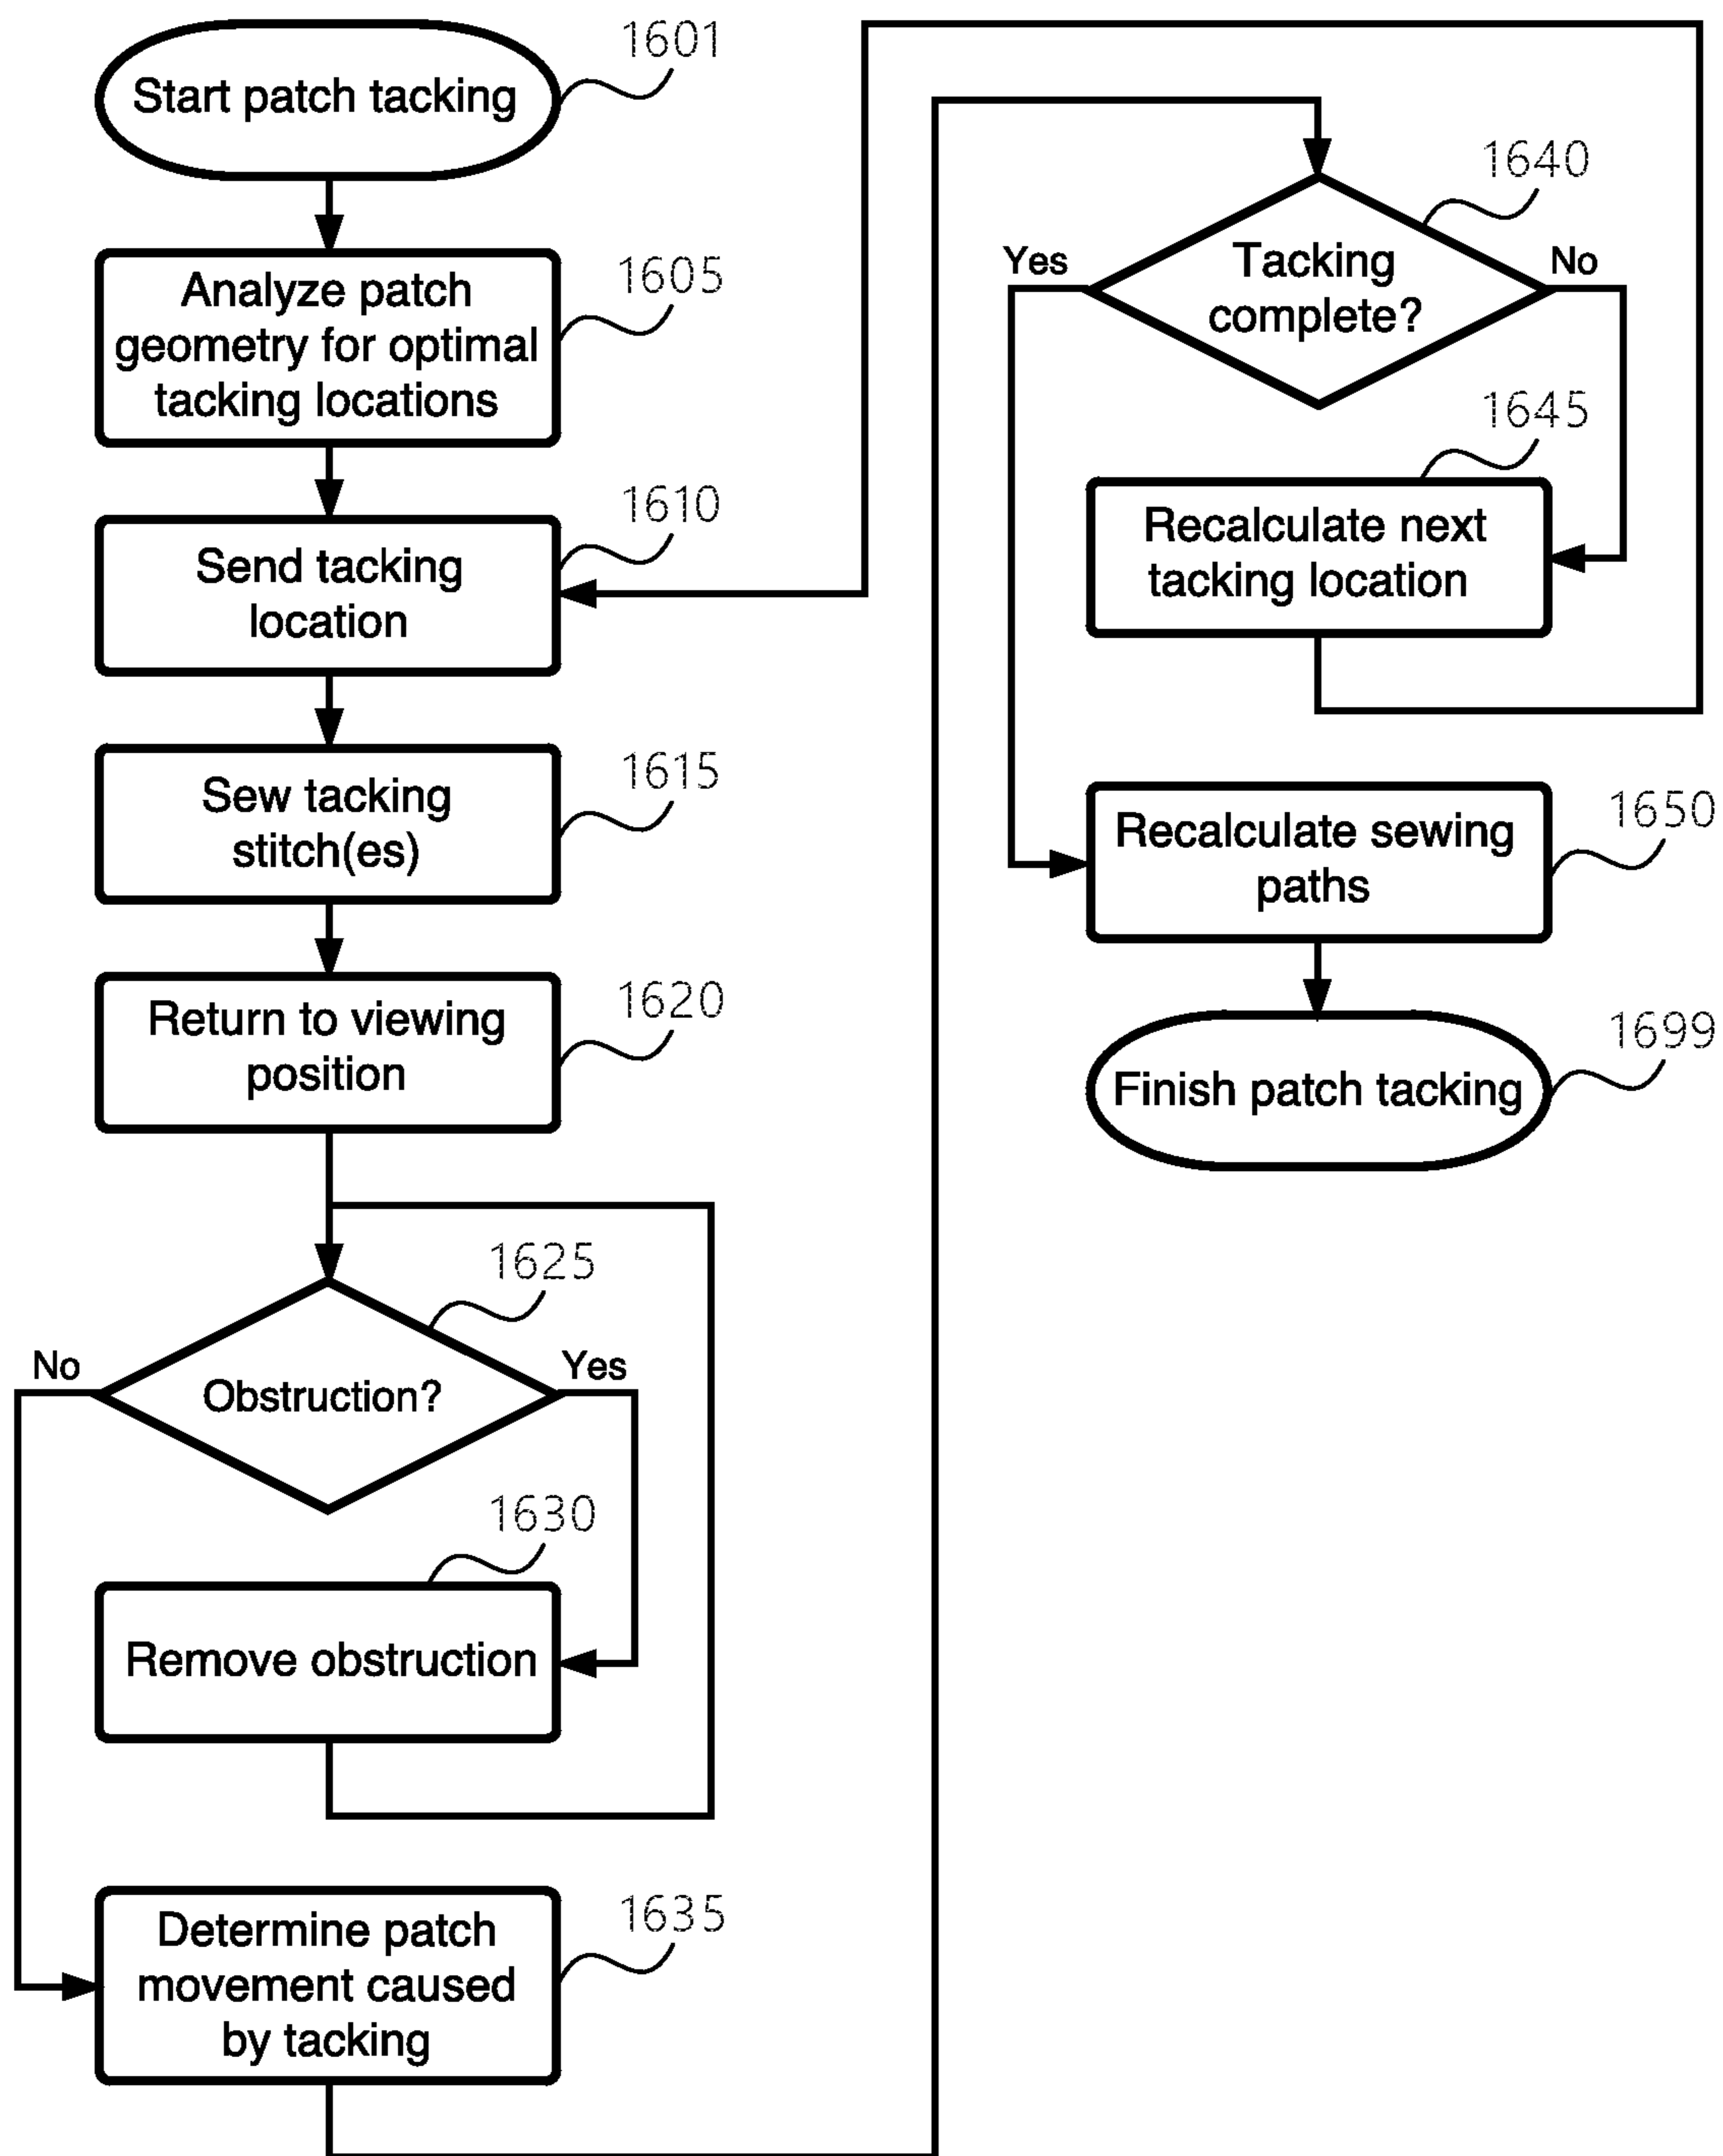 1601
Start patch tacking
1605
Analyze patch
geometry for optimal
tacking locations
1610
Send tacking
location
1615
Sew tacking
stitch(es)
1620
Return to viewing
position
1625
No
Yes
Obstruction?
1630
Remove obstruction
1635
Determine patch
movement caused
by tacking
1640
Yes
No
Tacking
complete?
1645
Recalculate next
tacking location
1650
Recalculate sewing
paths
1699
Finish patch tacking